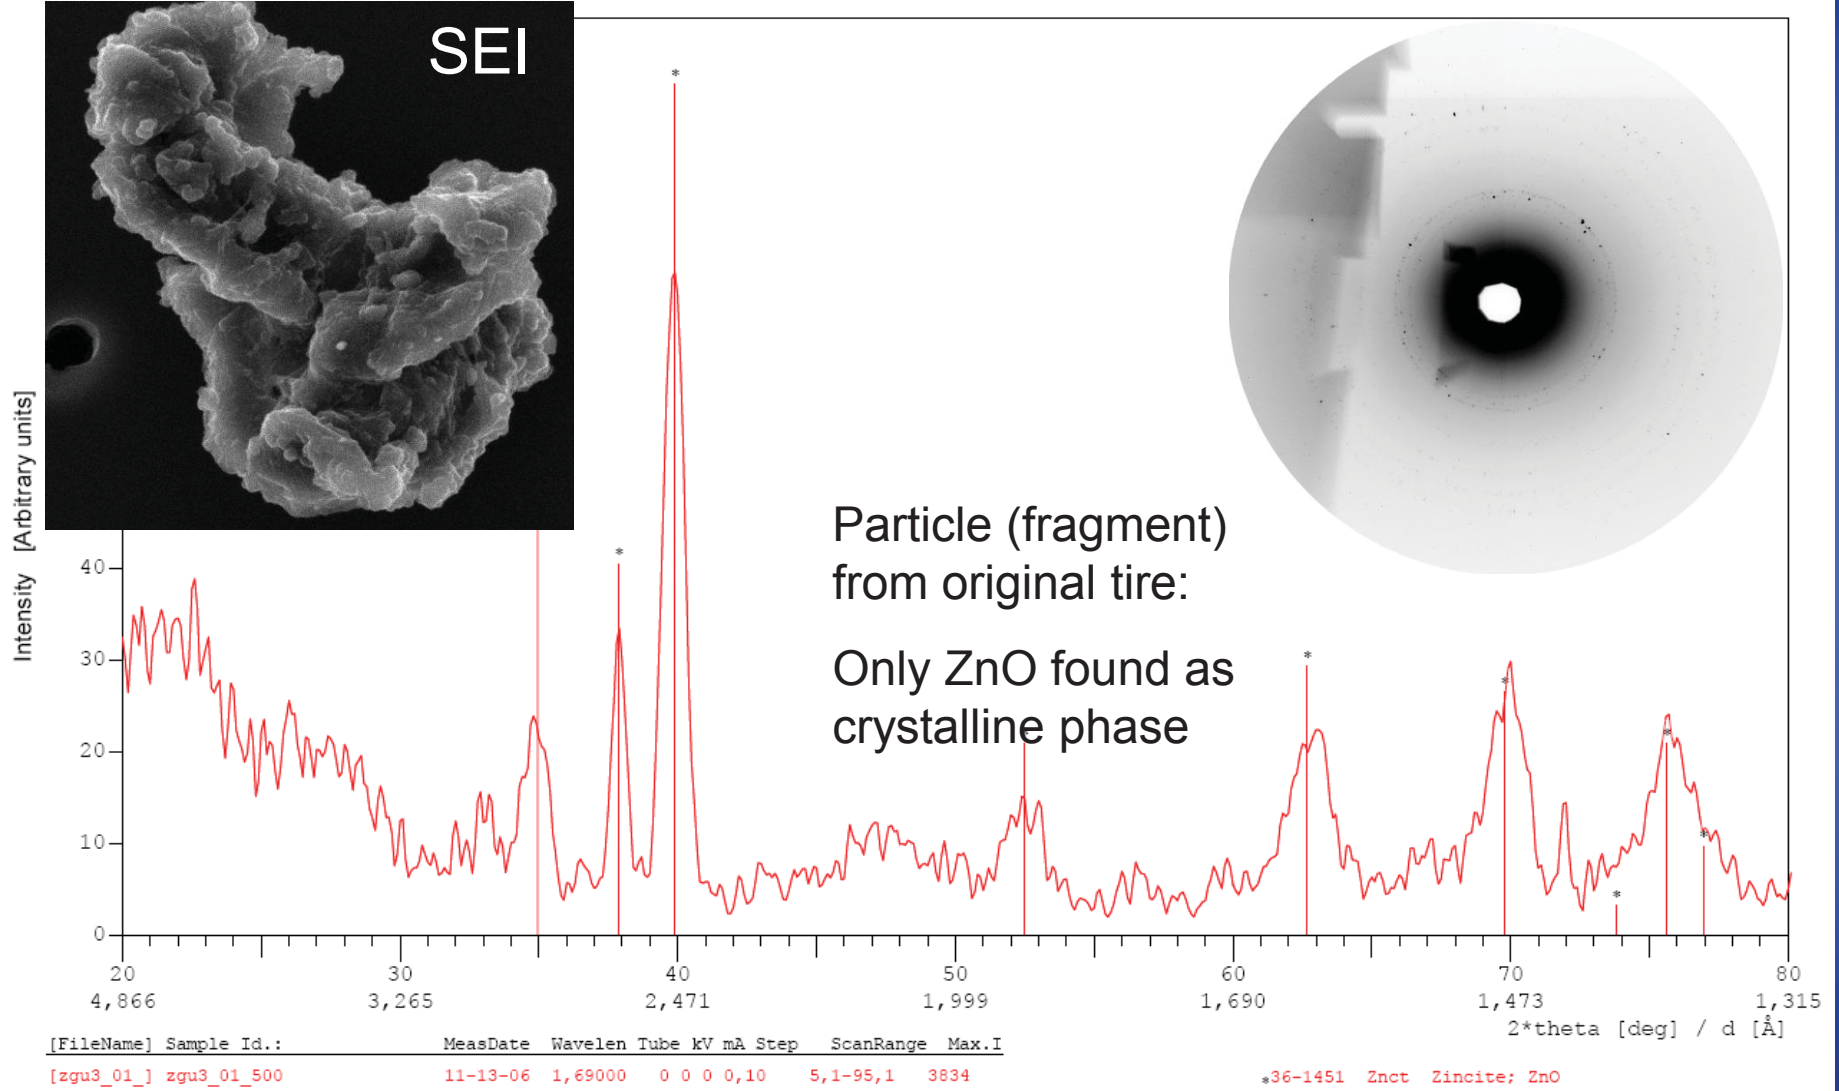 SEI
*
*
Particle (fragment)
from original tire:
Only ZnO found as
crystalline phase
*
*
*
*
*
*
Intensity [Arbitrary units]
40
30
20
10
0
20 30 40 50 60 70 80
4,866 3,265 2,471 1,999 1,690 1,473 1,315
2*theta [deg] / d [Å]
[FileName] Sample Id.: MeasDate Wavelen Tube kV mA Step ScanRange Max.I
[zgu3_01_] zgu3_01_500 11-13-06 1,69000 0 0 0 0,10 5,1-95,1 3834
*36-1451 Znct Zincite; ZnO